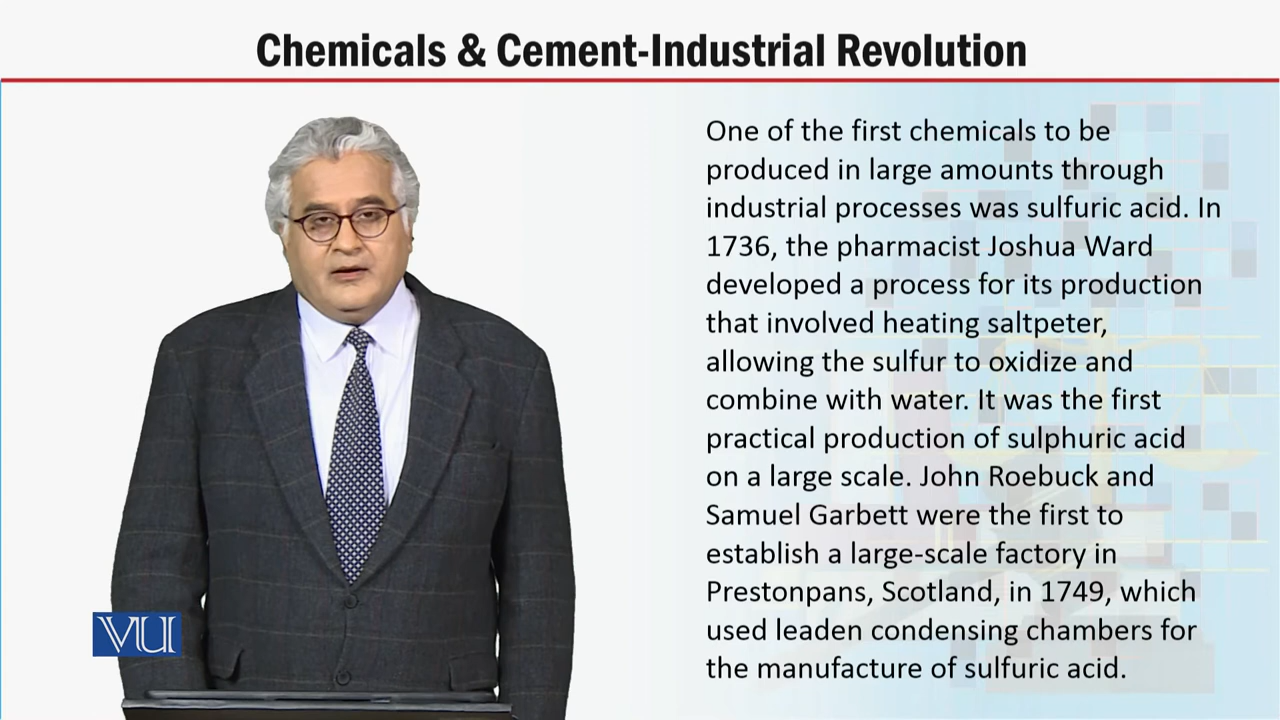 Chemicals & Cement-Industrial Revolution
One of the first chemicals to be
produced in large amounts through
industrial processes was sulfuric acid. In
1736, the pharmacist Joshua Ward
developed a process for its production
that involved heating saltpeter,
allowing the sulfur to oxidize and
combine with water. It was the first
practical production of sulphuric acid
on a large scale. John Roebuck and
Samuel Garbett were the first to
establish a large-scale factory in
Prestonpans, Scotland, in 1749, which
used leaden condensing chambers for
the manufacture of sulfuric acid.
VU